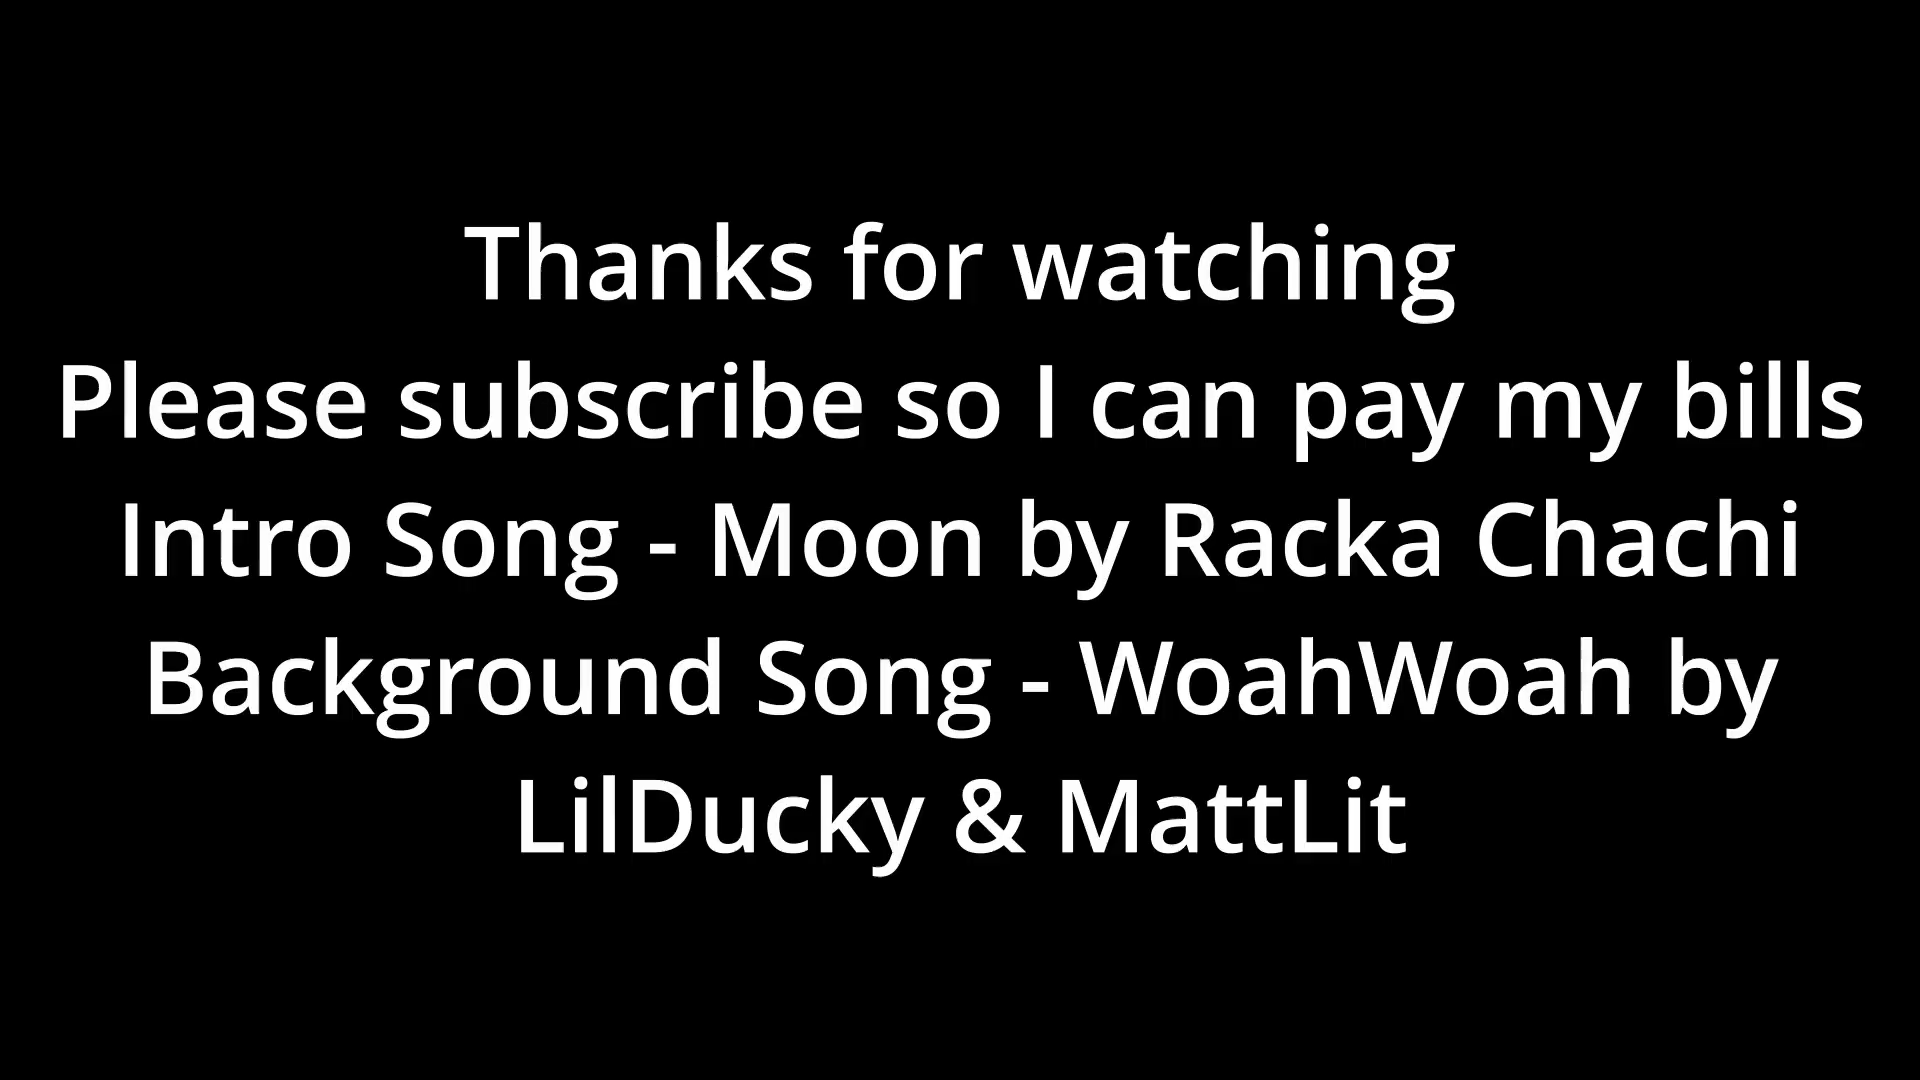 Thanks for watching
Please subscribe so I can pay my bills
Intro Song - Moon by Racka Chachi
Background Song - WoahWoah by
LilDucky & MattLit